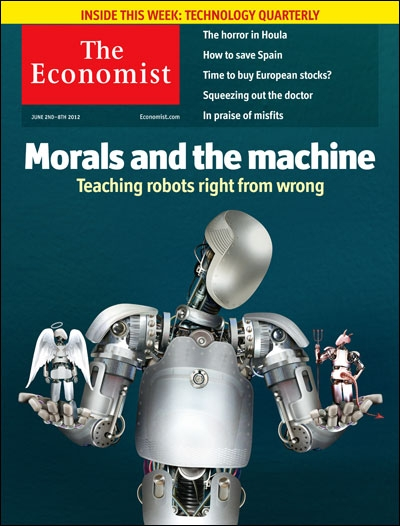 INSIDE THIS WEEK: TECHNOLOGY QUARTERLY
The
Economist
JUNE 2ND–8TH 2012
Economist.com
The horror in Houla
How to save Spain
Time to buy European stocks?
Squeezing out the doctor
In praise of misfits
Morals and the machine
Teaching robots right from wrong